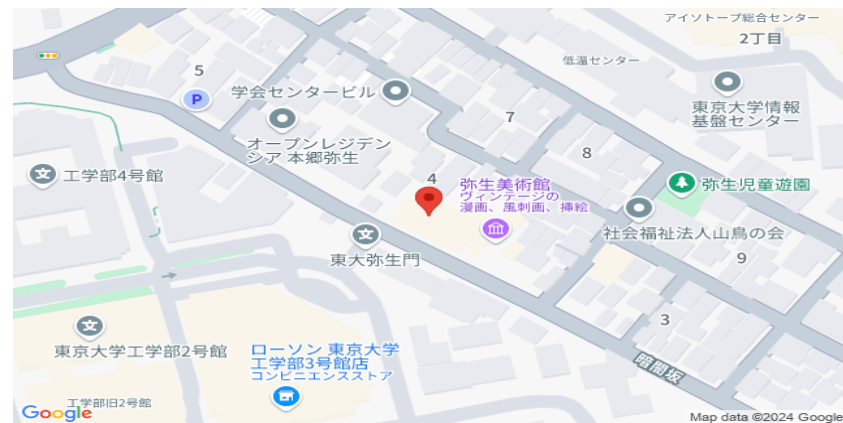 アイソトープ総合センター
2丁目
低温センター
5
P
学会センタービル
東京大学情報
基盤センター
7
オープンレジデン
シア 本郷弥生
8
工学部4号館
4
弥生美術館
ヴィンテージの
漫画、風刺画、挿絵
弥生児童遊園
文
文
社会福祉法人山鳥の会
東大弥生門
9
文
3
東京大学工学部2号館
ローソン 東京大学
工学部3号館店
コンビニエンスストア
暗闇坂
工学部旧2号館
Google
Map data ©2024 Google